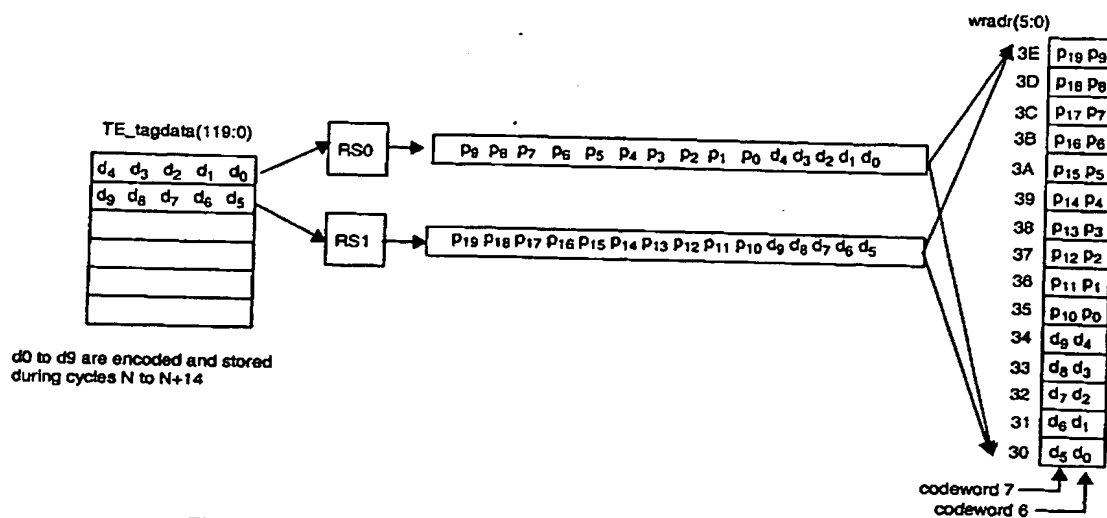 wradr(5:0)
TE_tagdata(119:0)
d4 d3 d2 d1 d0
d9 d8 d7 d6 d5
RS0
RS1
p9 p8 p7 p6 p5 p4 p3 p2 p1 p0 d4 d3 d2 d1 d0
p19 p18 p17 p16 p15 p14 p13 p12 p11 p10 d9 d8 d7 d6 d5
3E p19 p9
3D p18 p8
3C p17 p7
3B p16 p6
3A p15 p5
39 p14 p4
38 p13 p3
37 p12 p2
36 p11 p1
35 p10 p0
34 d9 d4
33 d8 d3
32 d7 d2
31 d6 d1
30 d5 d0
d0 to d9 are encoded and stored
during cycles N to N+14
codeword 7
codeword 6